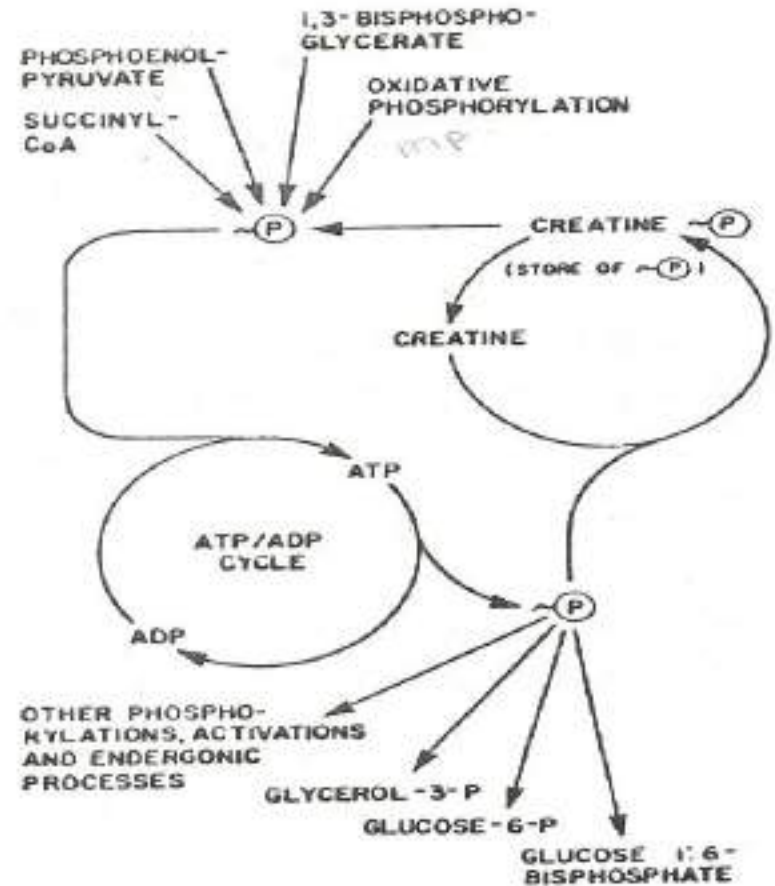 1,3-BISPHOSPHO-
GLYCERATE
PHOSPHOENOL-
PYRUVATE
OXIDATIVE
PHOSPHORYLATION
SUCCINYL-
CoA
~P
CREATINE ~P
(STORE OF ~P)
CREATINE
ATP
ATP/ADP
CYCLE
~P
ADP
OTHER PHOSPHO-
RYLATIONS, ACTIVATIONS
AND ENDERGONIC
PROCESSES
GLYCEROL-3-P
GLUCOSE-6-P
GLUCOSE 1:6-
BISPHOSPHATE